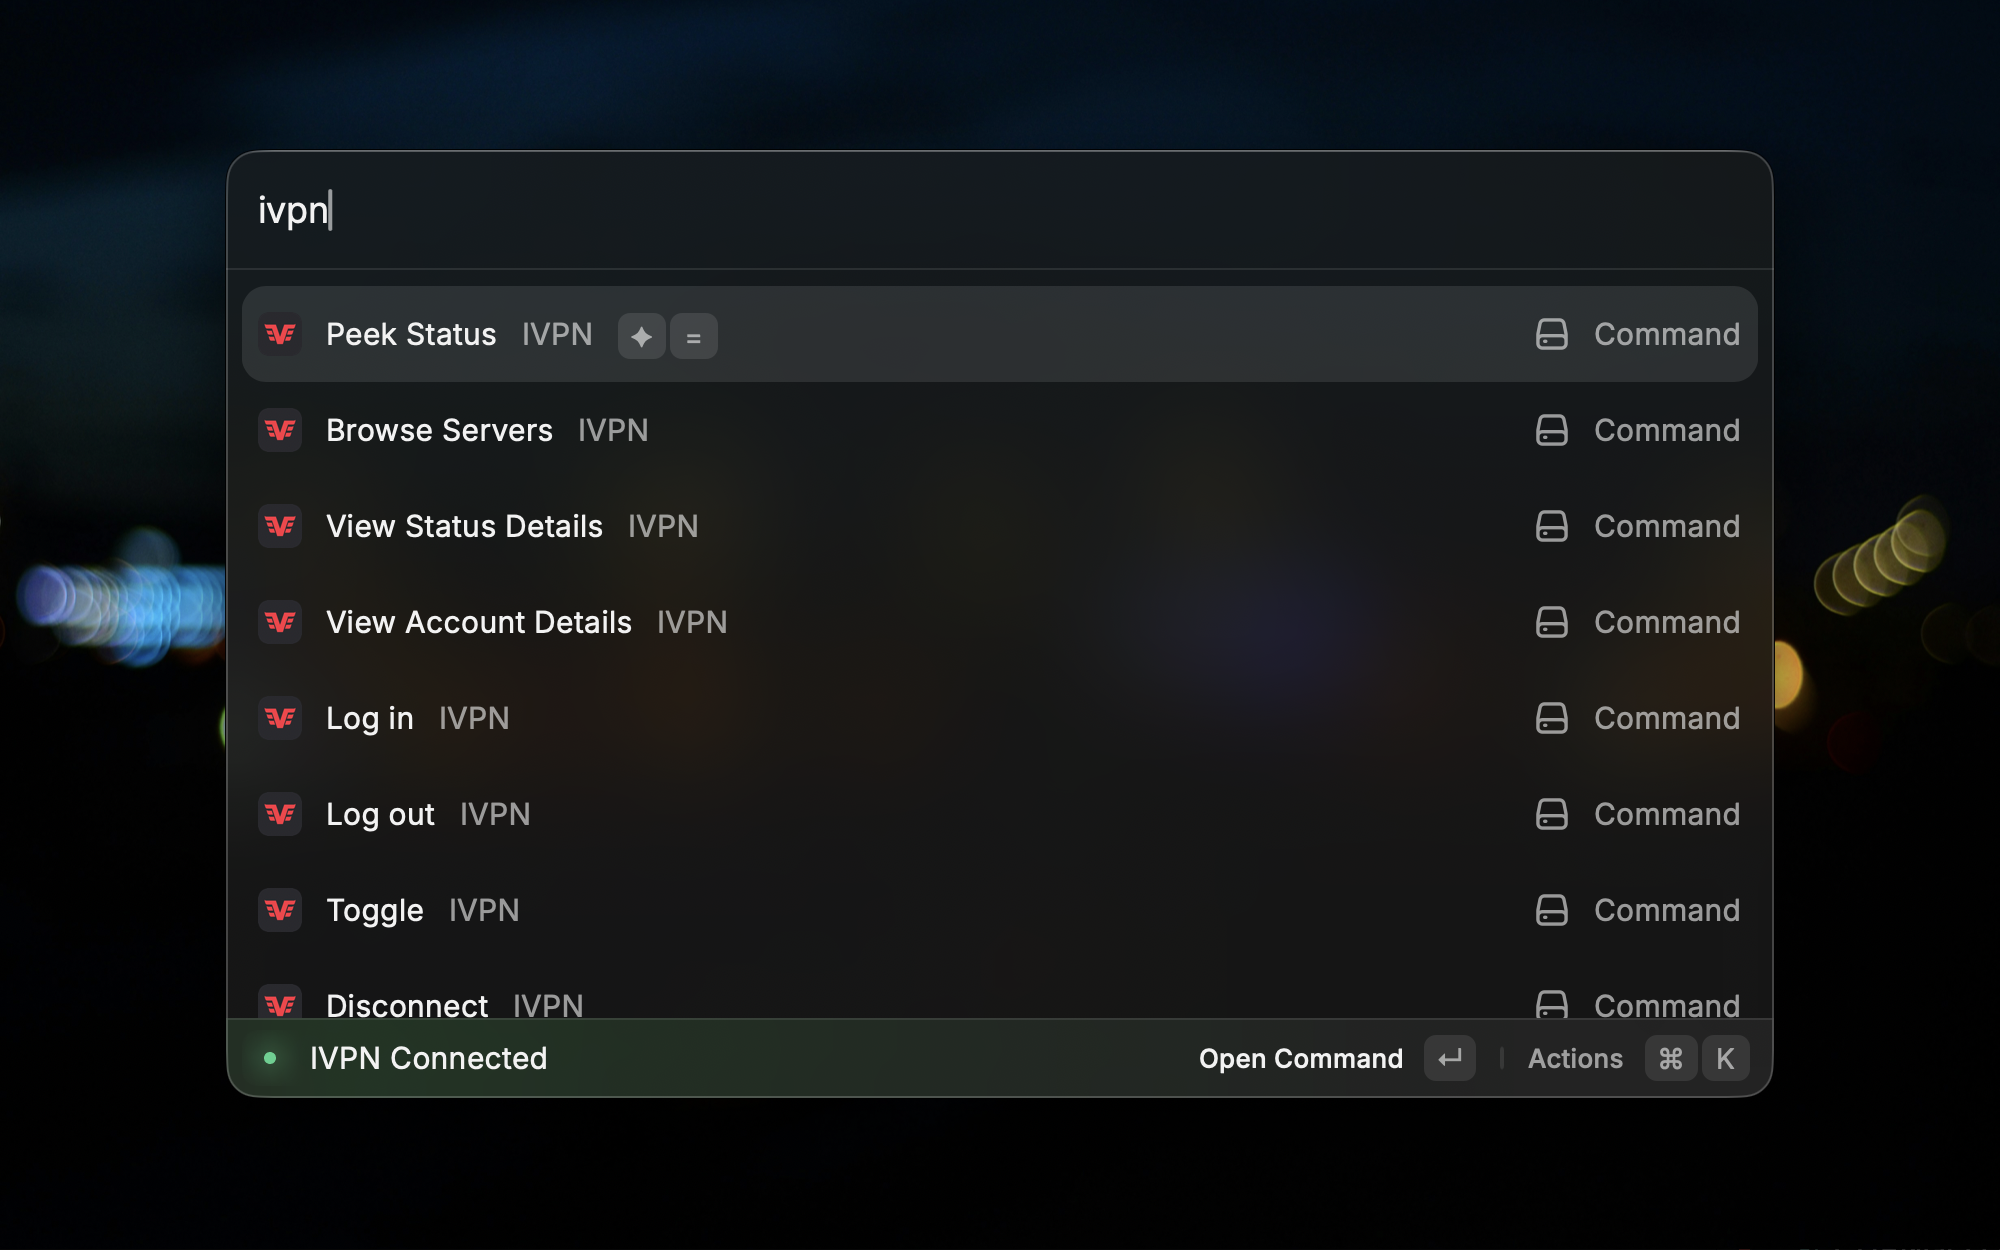 ivpn
Peek Status IVPN ✦ = Command
Browse Servers IVPN Command
View Status Details IVPN Command
View Account Details IVPN Command
Log in IVPN Command
Log out IVPN Command
Toggle IVPN Command
Disconnect IVPN Command
IVPN Connected Open Command ↵ Actions ⌘ K